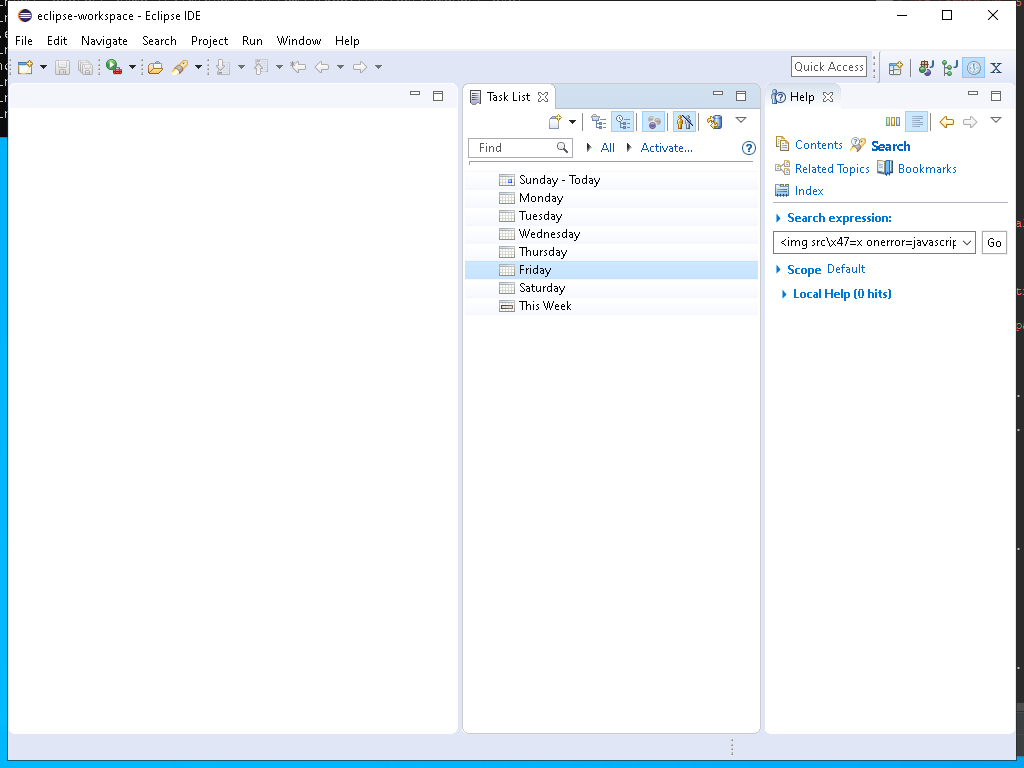 eclipse-workspace - Eclipse IDE
File Edit Navigate Search Project Run Window Help
Quick Access
Task List
Help
Find
All
Activate...
Contents Search
Related Topics Bookmarks
Index
Search expression:
<img src\x47=x onerror=javascrip
Go
Scope Default
Local Help (0 hits)
Sunday - Today
Monday
Tuesday
Wednesday
Thursday
Friday
Saturday
This Week